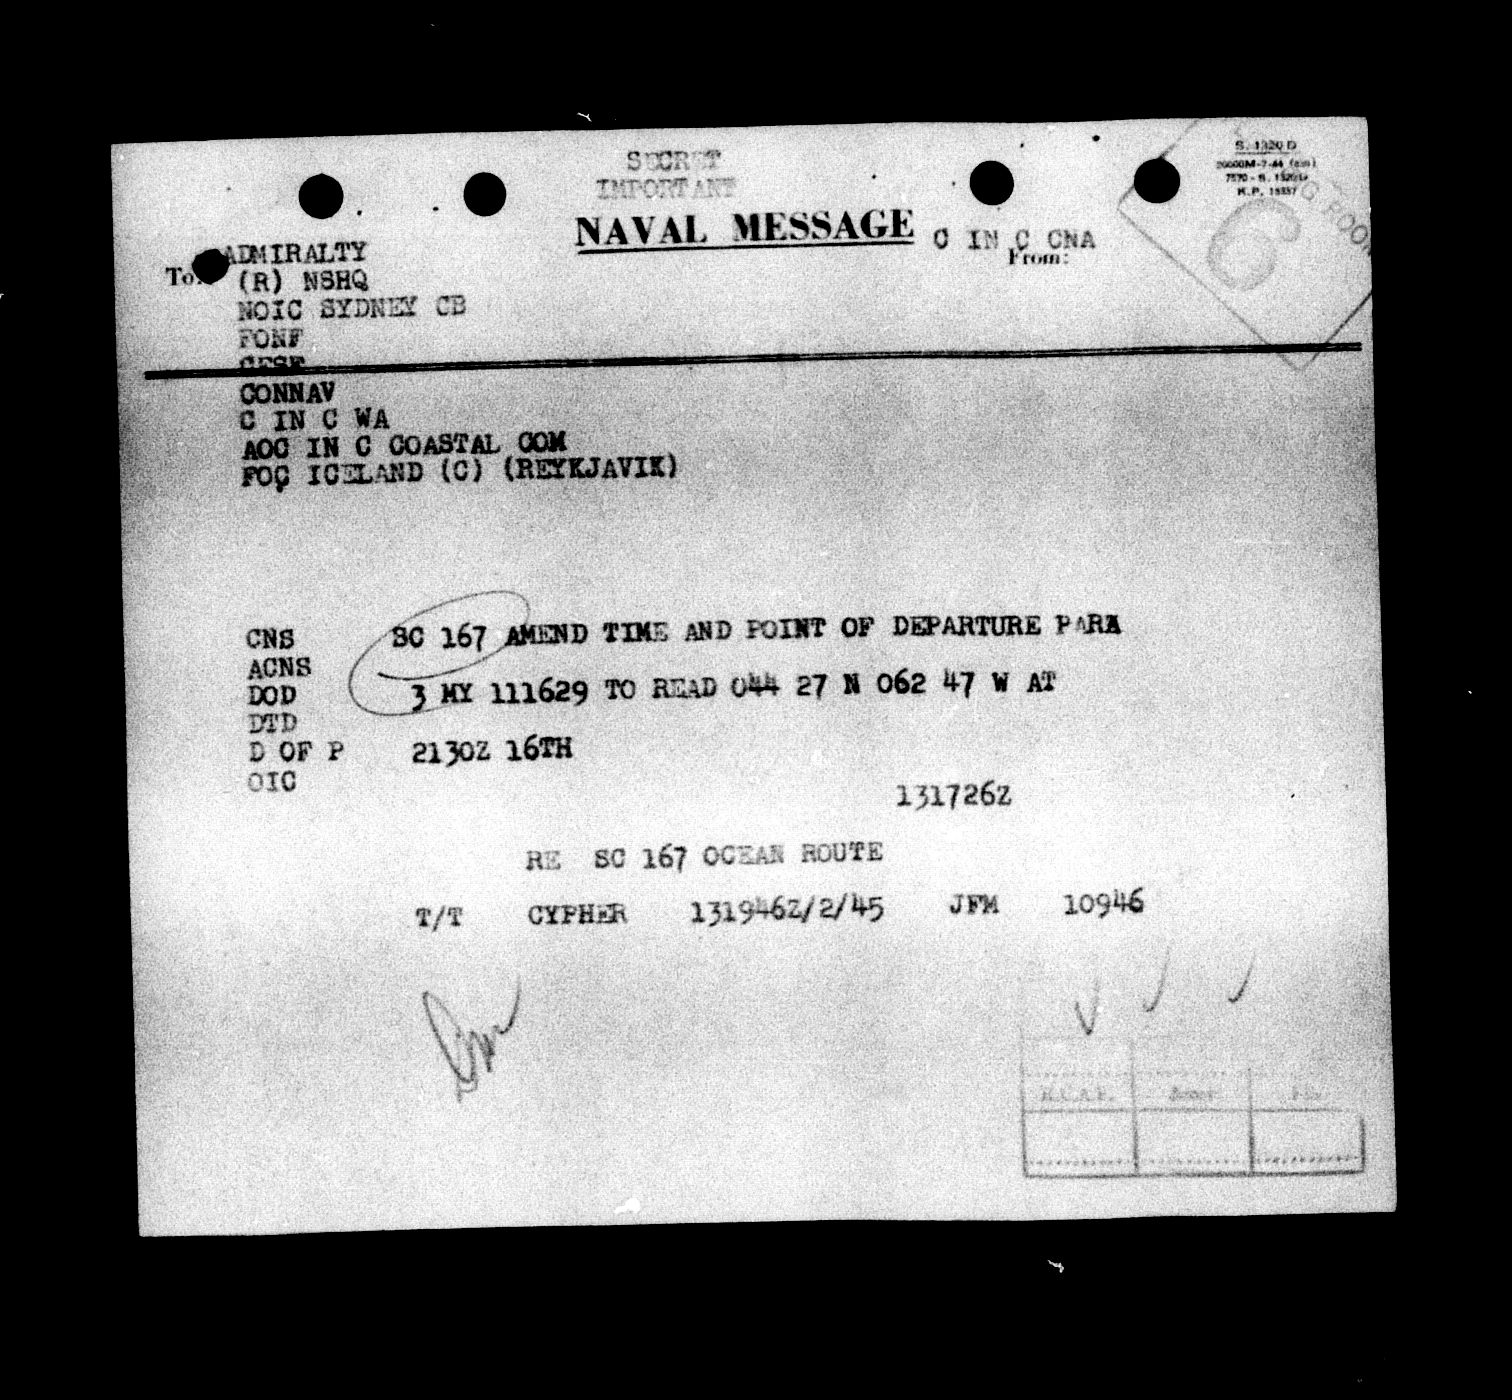 SECRET
IMPORTANT
NAVAL MESSAGE
S. 1320 D
C IN C CNA
From:
To:
ADMIRALTY
(R) NSHQ
NOIC SYDNEY CB
FONF
CESF
CONNAV
C IN C WA
AOC IN C COASTAL COM
FOC ICELAND (C) (REYKJAVIK)
6
CNS SC 167 AMEND TIME AND POINT OF DEPARTURE PARA
ACNS
DOD 3 MY 111629 TO READ 044 27 N 062 47 W AT
DTD
D OF P 2130Z 16TH
OIC
131726Z
RE SC 167 OCEAN ROUTE
T/T CYPHER 131946Z/2/45 JFM 10946